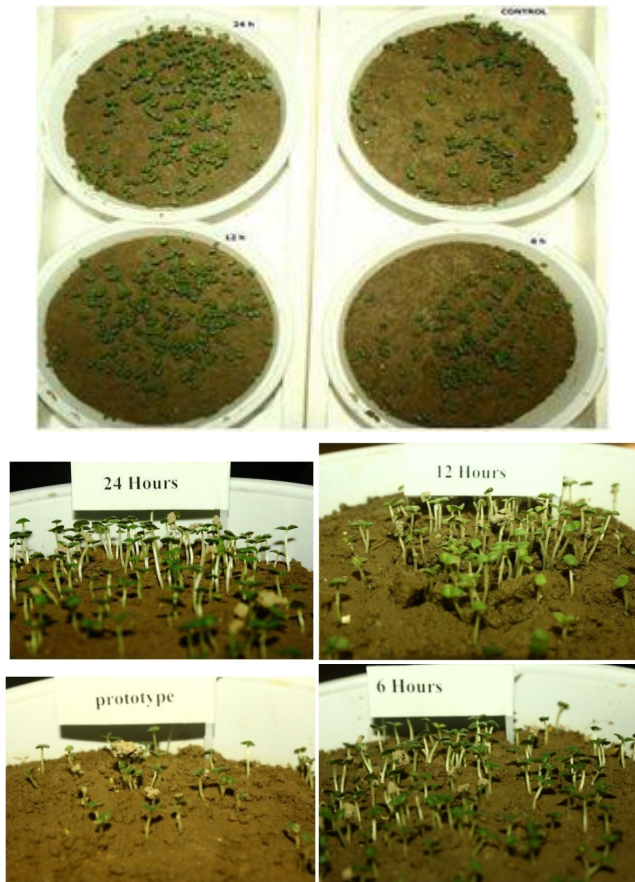 24 h
CONTROL
12 h
6 h
24 Hours
12 Hours
prototype
6 Hours